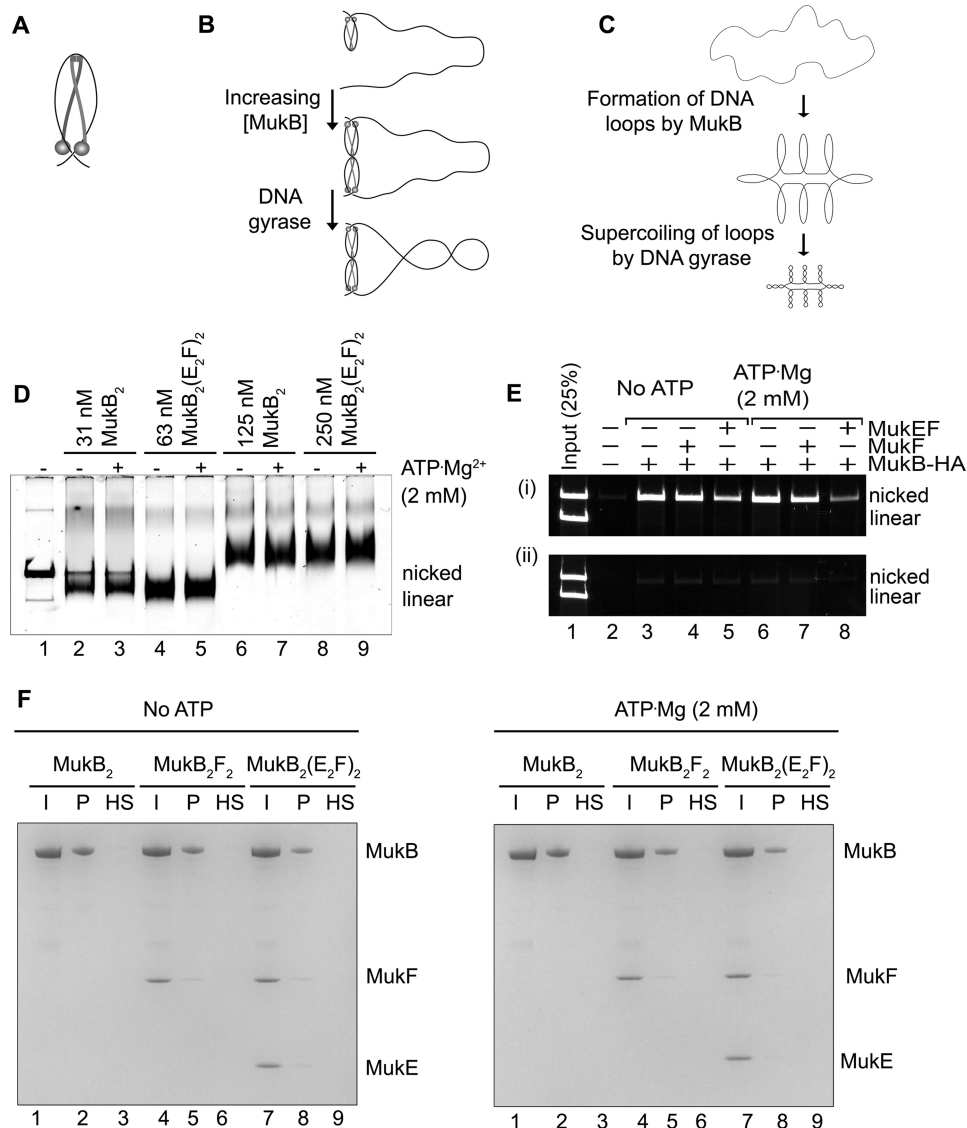 A
B
Increasing
[MukB]
DNA
gyrase
C
Formation of DNA
loops by MukB
Supercoiling of loops
by DNA gyrase
D
31 nM
MukB2
63 nM
MukB2(E2F)2
125 nM
MukB2
250 nM
MukB2(E2F)2
- - + - + - + - + ATP·Mg2+
(2 mM)
nicked
linear
1 2 3 4 5 6 7 8 9
E
Input (25%)
No ATP
ATP·Mg
(2 mM)
− + + MukEF
− + + MukF
− + + + + + + MukB-HA
(i)
nicked
linear
(ii)
nicked
linear
1 2 3 4 5 6 7 8
F
No ATP
MukB2 MukB2F2 MukB2(E2F)2
I P HS I P HS I P HS
MukB
MukF
MukE
1 2 3 4 5 6 7 8 9
ATP·Mg (2 mM)
MukB2 MukB2F2 MukB2(E2F)2
I P HS I P HS I P HS
MukB
MukF
MukE
1 2 3 4 5 6 7 8 9